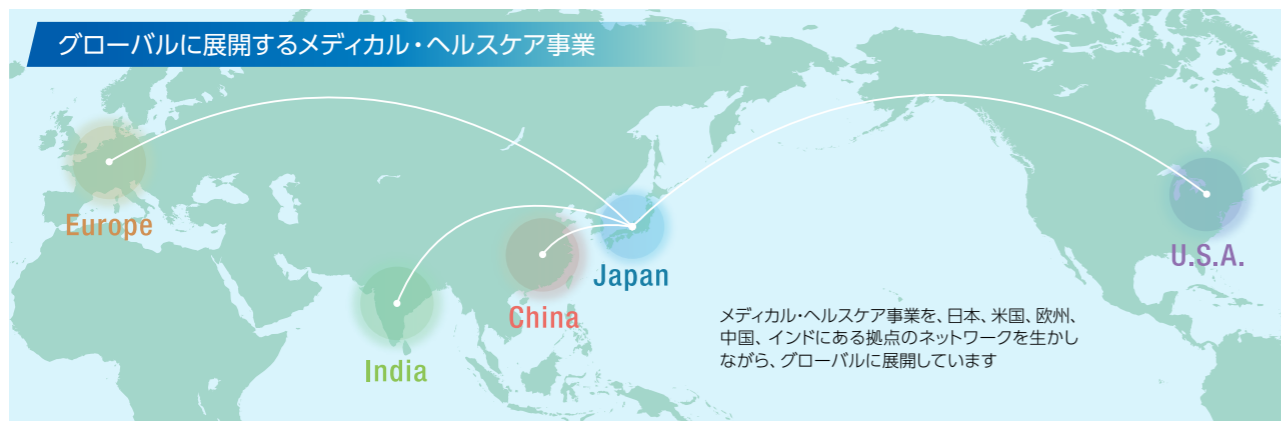 グローバルに展開するメディカル・ヘルスケア事業
Europe
India
China
Japan
U.S.A.
メディカル・ヘルスケア事業を、日本、米国、欧州、
中国、インドにある拠点のネットワークを生かし
ながら、グローバルに展開しています